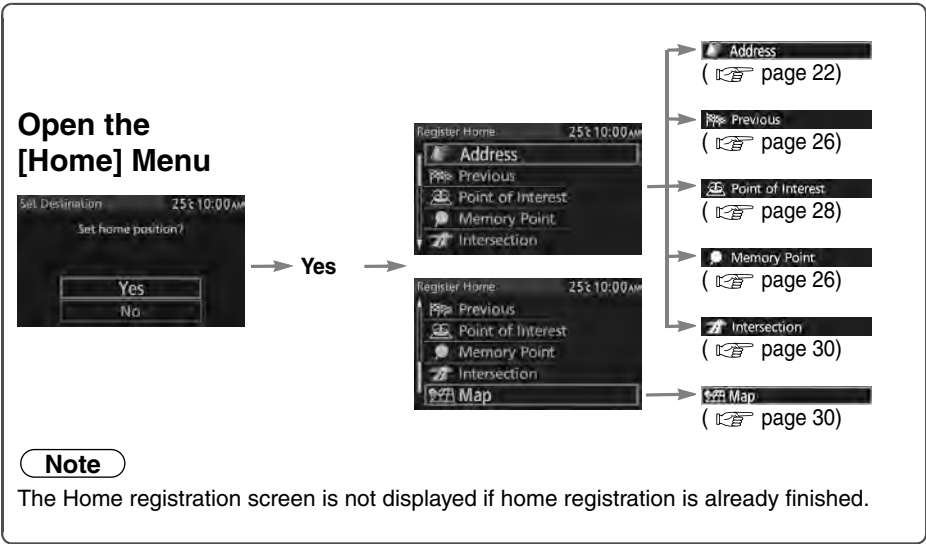 Open the
[Home] Menu
Set Destination 25℃ 10:00AM
Set home position?
Yes
No
Yes
Register Home 25℃ 10:00AM
Address
Previous
Point of Interest
Memory Point
Intersection
Register Home 25℃ 10:00AM
Previous
Point of Interest
Memory Point
Intersection
Map
Address
( ☞ page 22)
Previous
( ☞ page 26)
Point of Interest
( ☞ page 28)
Memory Point
( ☞ page 26)
Intersection
( ☞ page 30)
Map
( ☞ page 30)
Note
The Home registration screen is not displayed if home registration is already finished.